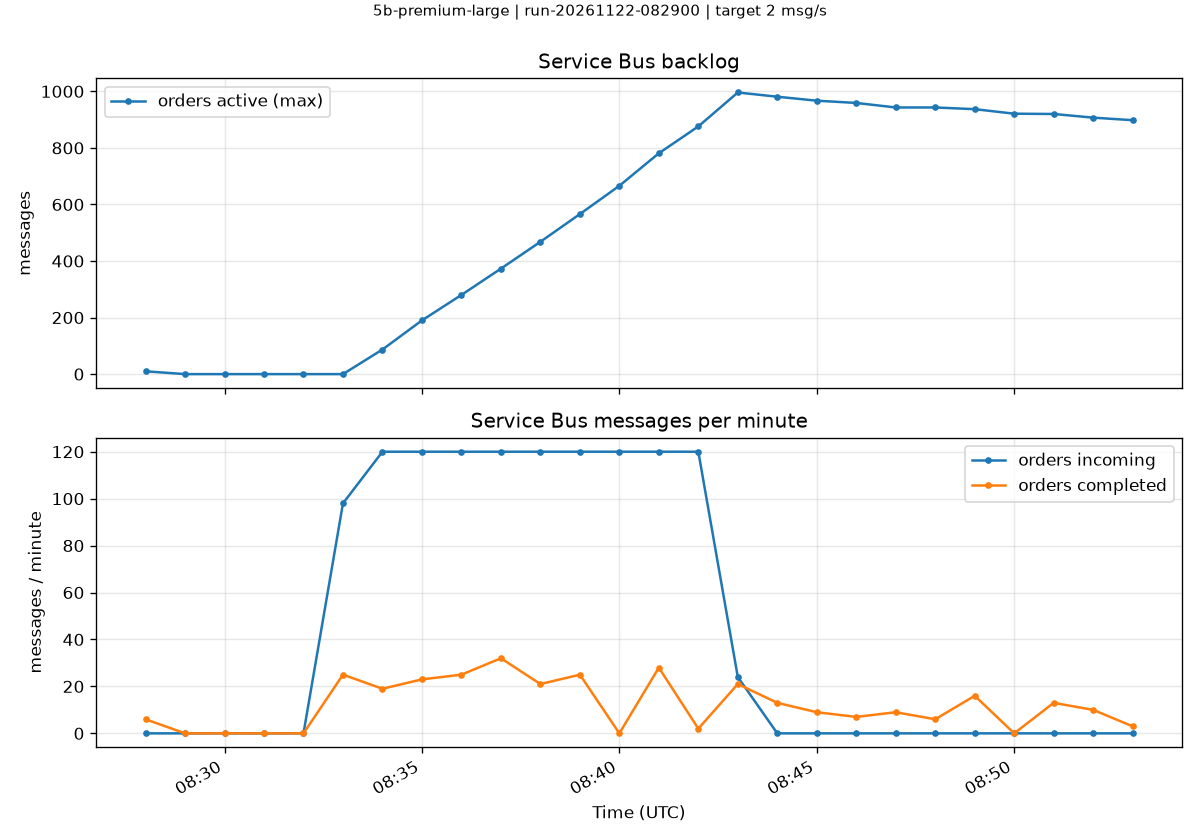 5b-premium-large | run-20261122-082900 | target 2 msg/s
Service Bus backlog
1000
800
600
400
200
0
messages
orders active (max)
Service Bus messages per minute
120
100
80
60
40
20
0
messages / minute
orders incoming
orders completed
08:30
08:35
08:40
08:45
08:50
Time (UTC)